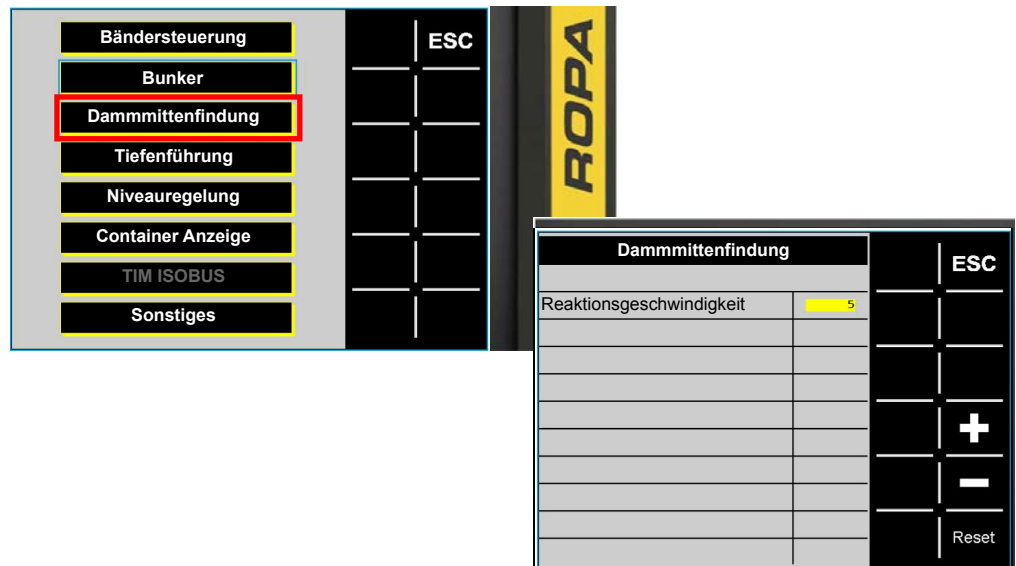 Bändersteuerung
ESC
Bunker
Dammmittenfindung
Tiefenführung
Niveauregelung
Container Anzeige
TIM ISOBUS
Sonstiges
ROPA
Dammmittenfindung
ESC
Reaktionsgeschwindigkeit 5
+
-
Reset